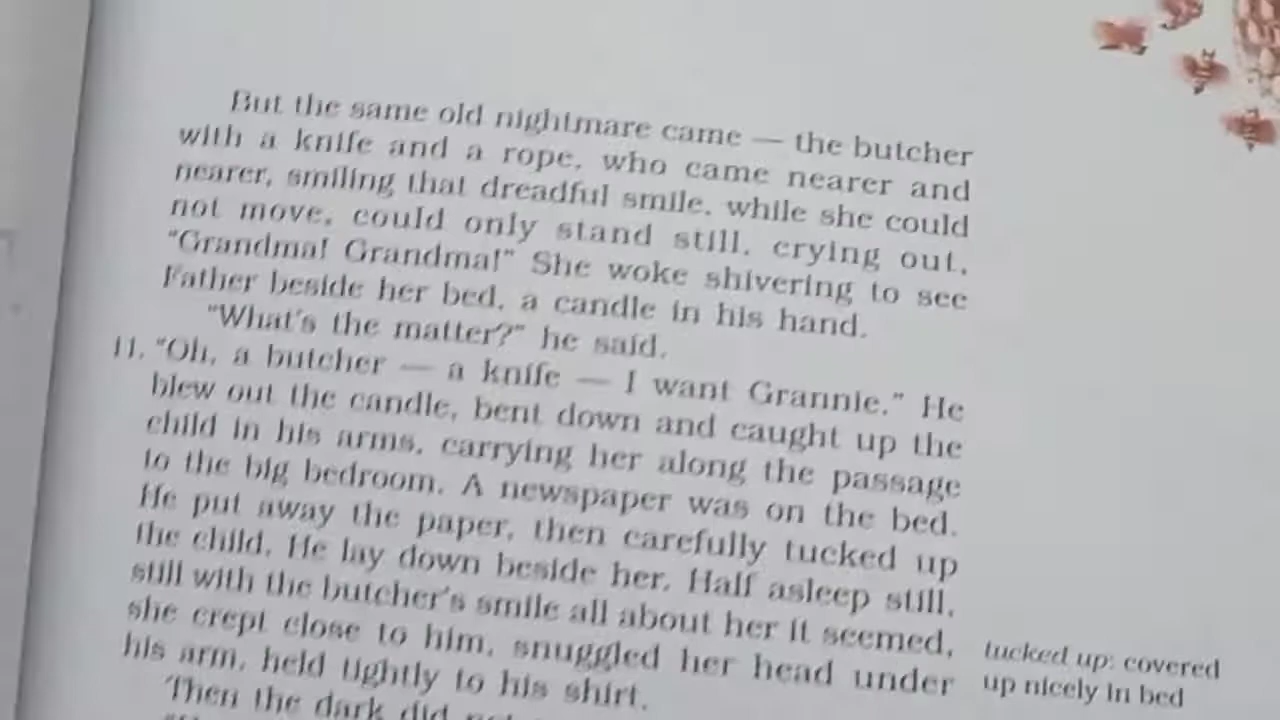 But the same old nightmare came — the butcher
with a knife and a rope, who came nearer and
nearer, smiling that dreadful smile, while she could
not move, could only stand still, crying out,
“Grandma! Grandma!” She woke shivering to see
Father beside her bed, a candle in his hand.
“What’s the matter?” he said.
11. “Oh, a butcher — a knife — I want Grannie.” He
blew out the candle, bent down and caught up the
child in his arms, carrying her along the passage
to the big bedroom. A newspaper was on the bed.
He put away the paper, then carefully tucked up
the child. He lay down beside her. Half asleep still,
still with the butcher’s smile all about her it seemed,
she crept close to him, snuggled her head under
his arm, held tightly to his shirt.
tucked up: covered
up nicely in bed
Then the dark did